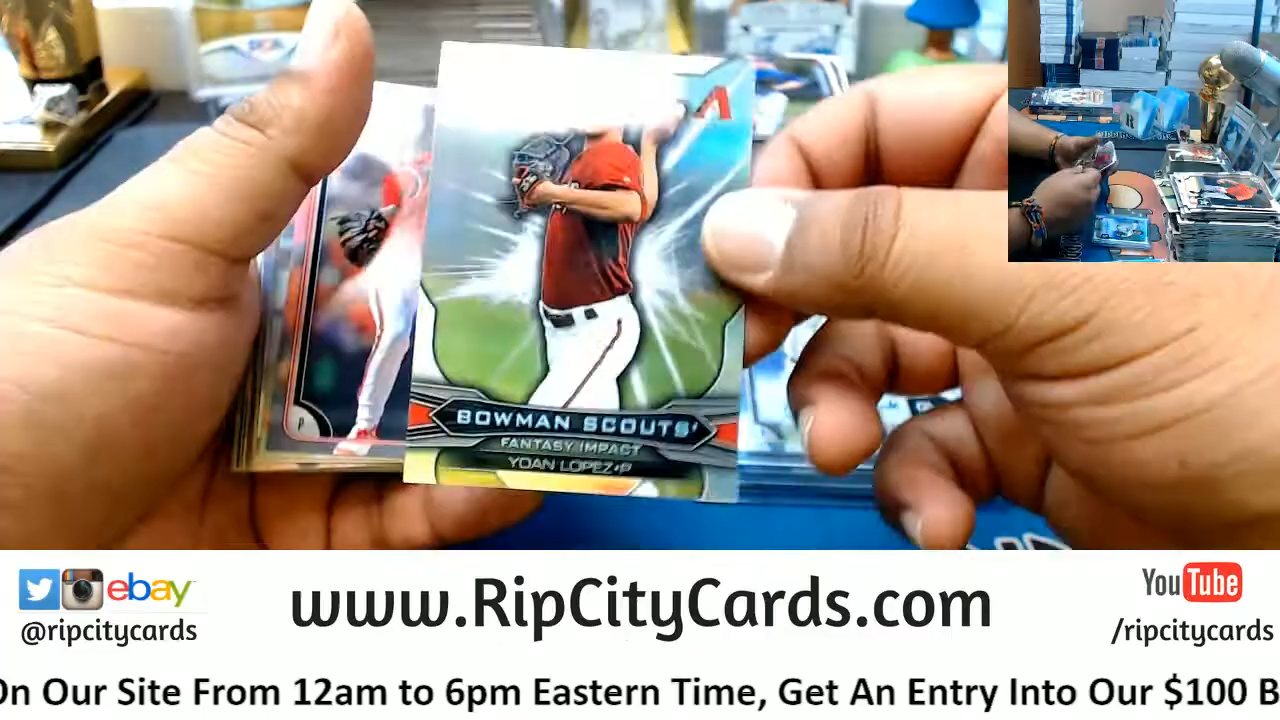 BOWMAN SCOUTS'
FANTASY IMPACT
YOAN LOPEZ•P
P
ebay
@ripcitycards
www.RipCityCards.com
YouTube
/ripcitycards
On Our Site From 12am to 6pm Eastern Time, Get An Entry Into Our $100 B